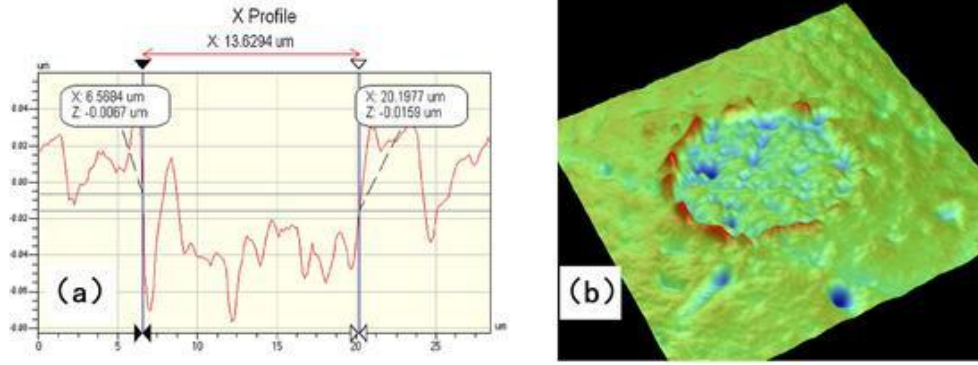 X Profile
X: 13.6294 um
um
X: 6.5684 um
Z: -0.0067 um
X: 20.1977 um
Z: -0.0159 um
0.04
0.02
0.00
-0.02
-0.04
-0.06
-0.08
um
0 5 10 15 20 25
(a)
(b)